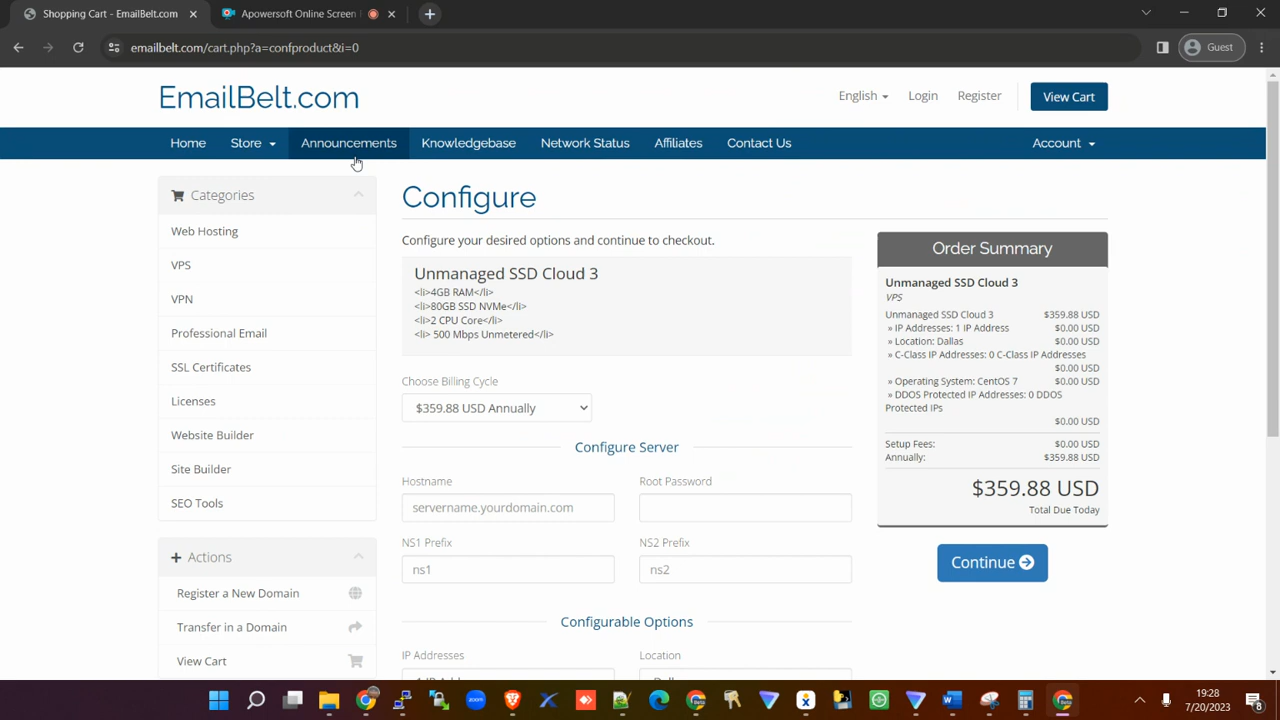 Shopping Cart - EmailBelt.com
Apowersoft Online Screen
emailbelt.com/cart.php?a=confproduct&i=0
Guest
EmailBelt.com
English
Login
Register
View Cart
Home
Store
Announcements
Knowledgebase
Network Status
Affiliates
Contact Us
Account
Categories
Web Hosting
VPS
VPN
Professional Email
SSL Certificates
Licenses
Website Builder
Site Builder
SEO Tools
Actions
Register a New Domain
Transfer in a Domain
View Cart
Configure
Configure your desired options and continue to checkout.
Unmanaged SSD Cloud 3
<li>4GB RAM</li>
<li>80GB SSD NVMe</li>
<li>2 CPU Core</li>
<li> 500 Mbps Unmetered</li>
Choose Billing Cycle
$359.88 USD Annually
Configure Server
Hostname
Root Password
servername.yourdomain.com
NS1 Prefix
NS2 Prefix
ns1
ns2
Configurable Options
IP Addresses
Location
Order Summary
Unmanaged SSD Cloud 3
VPS
Unmanaged SSD Cloud 3 $359.88 USD
» IP Addresses: 1 IP Address $0.00 USD
» Location: Dallas $0.00 USD
» C-Class IP Addresses: 0 C-Class IP Addresses
$0.00 USD
» Operating System: CentOS 7 $0.00 USD
» DDOS Protected IP Addresses: 0 DDOS
Protected IPs
$0.00 USD
Setup Fees: $0.00 USD
Annually: $359.88 USD
$359.88 USD
Total Due Today
Continue
zoom
Beta
Beta
19:28
7/20/2023
8